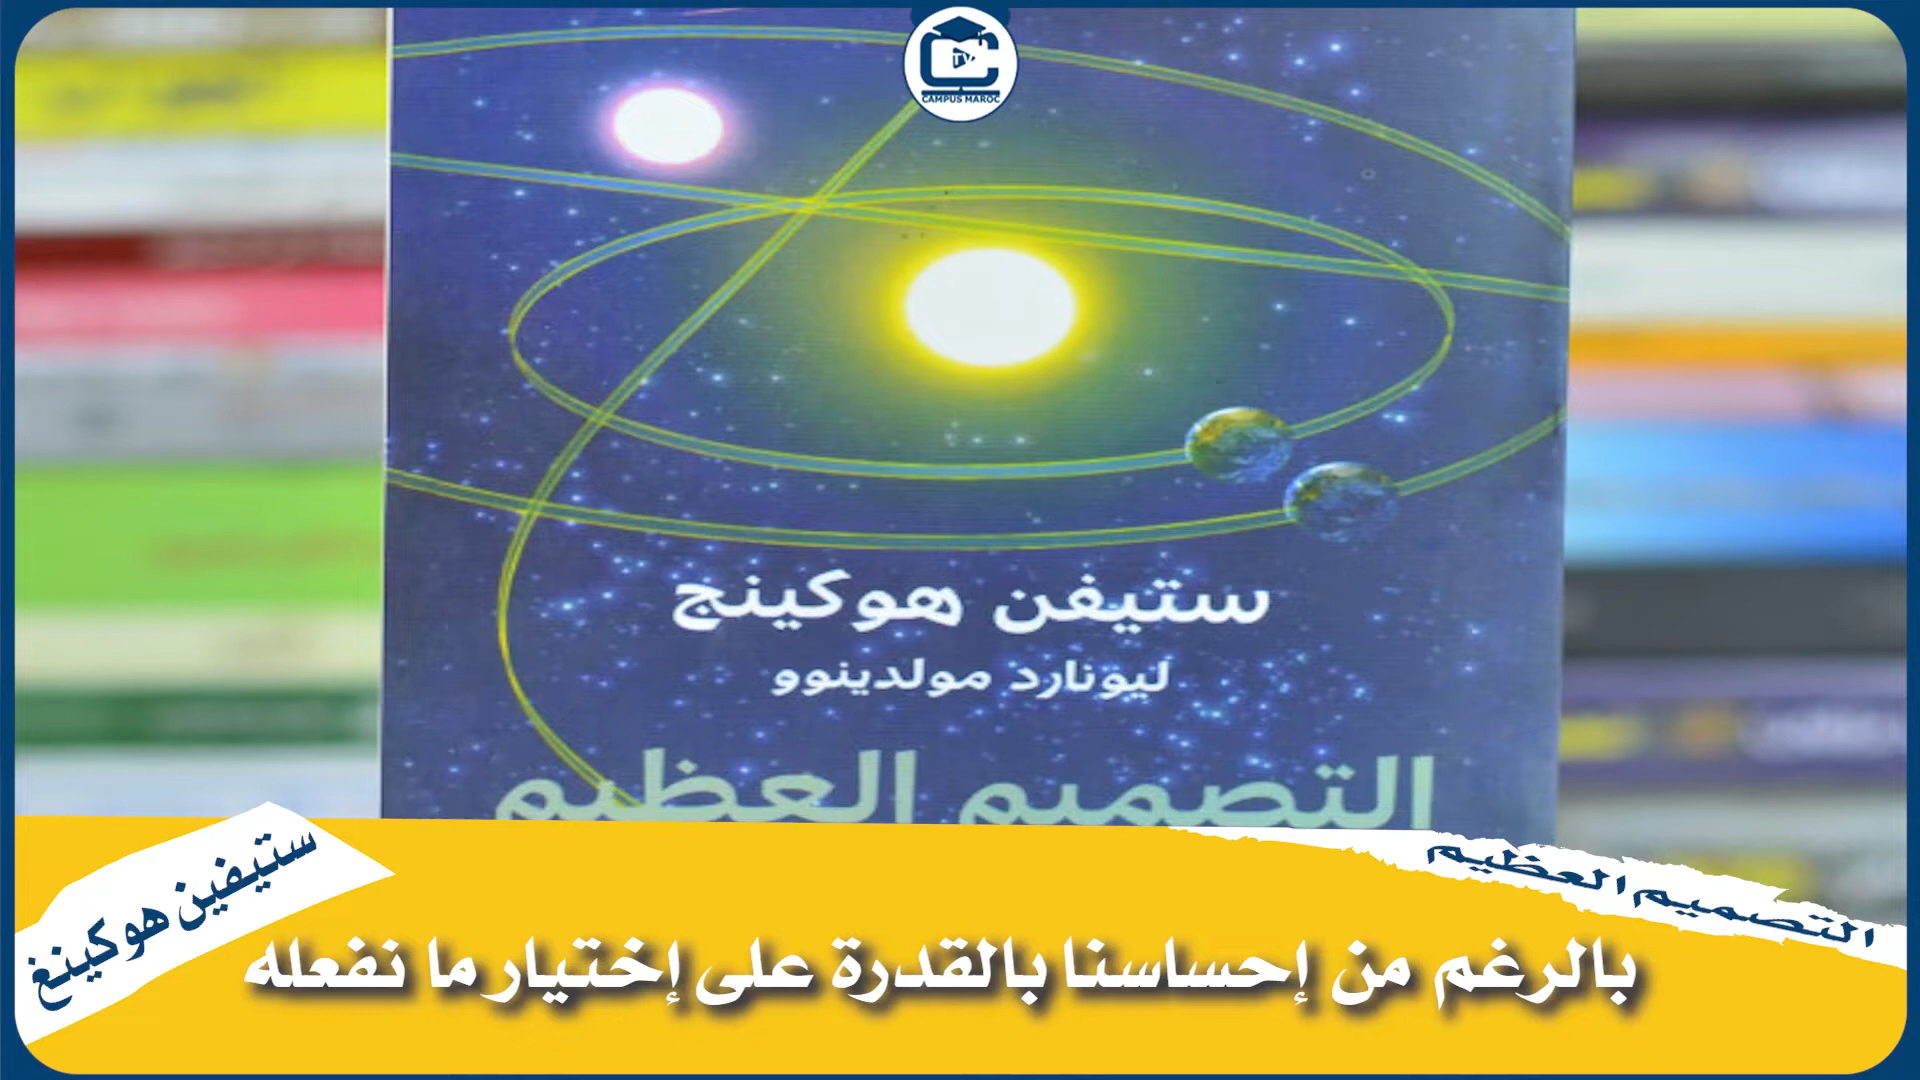 TV
CAMPUS MAROC
ستيفن هوكينج
ليونارد مولدينوو
التصميم العظيم
ستيفين هوكينغ
التصميم العظيم
بالرغم من إحساسنا بالقدرة على إختيار ما نفعله